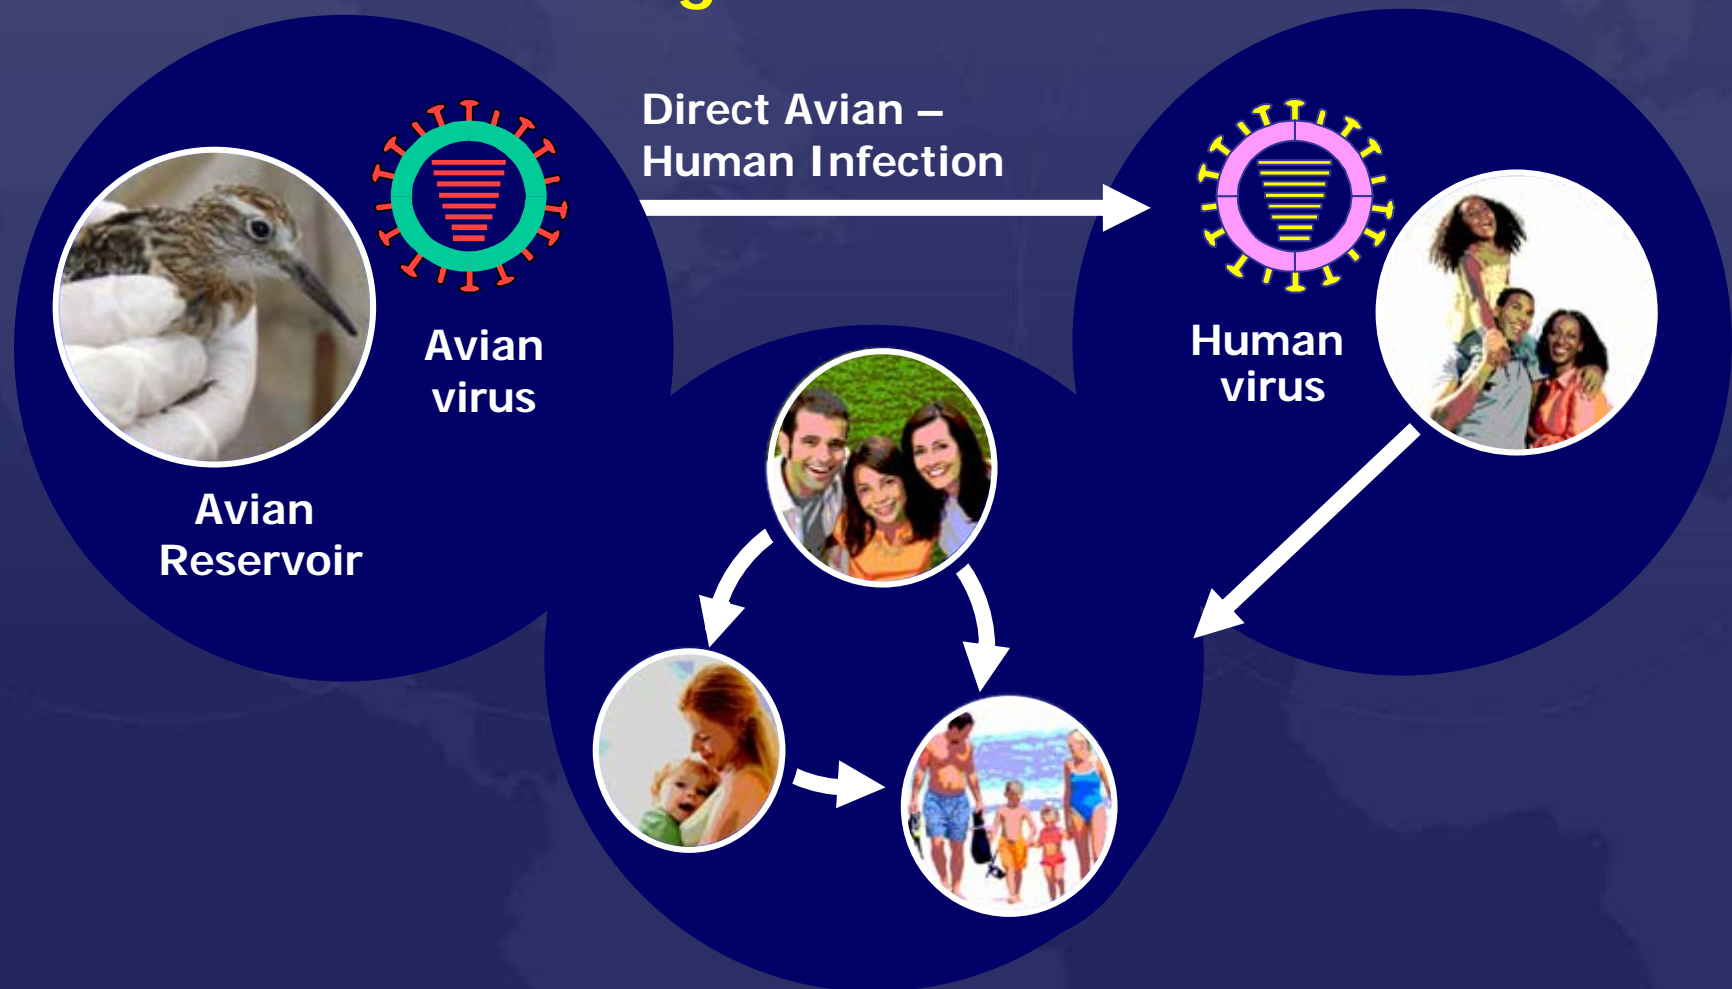 Direct Avian –
Human Infection
Avian
virus
Human
virus
Avian
Reservoir